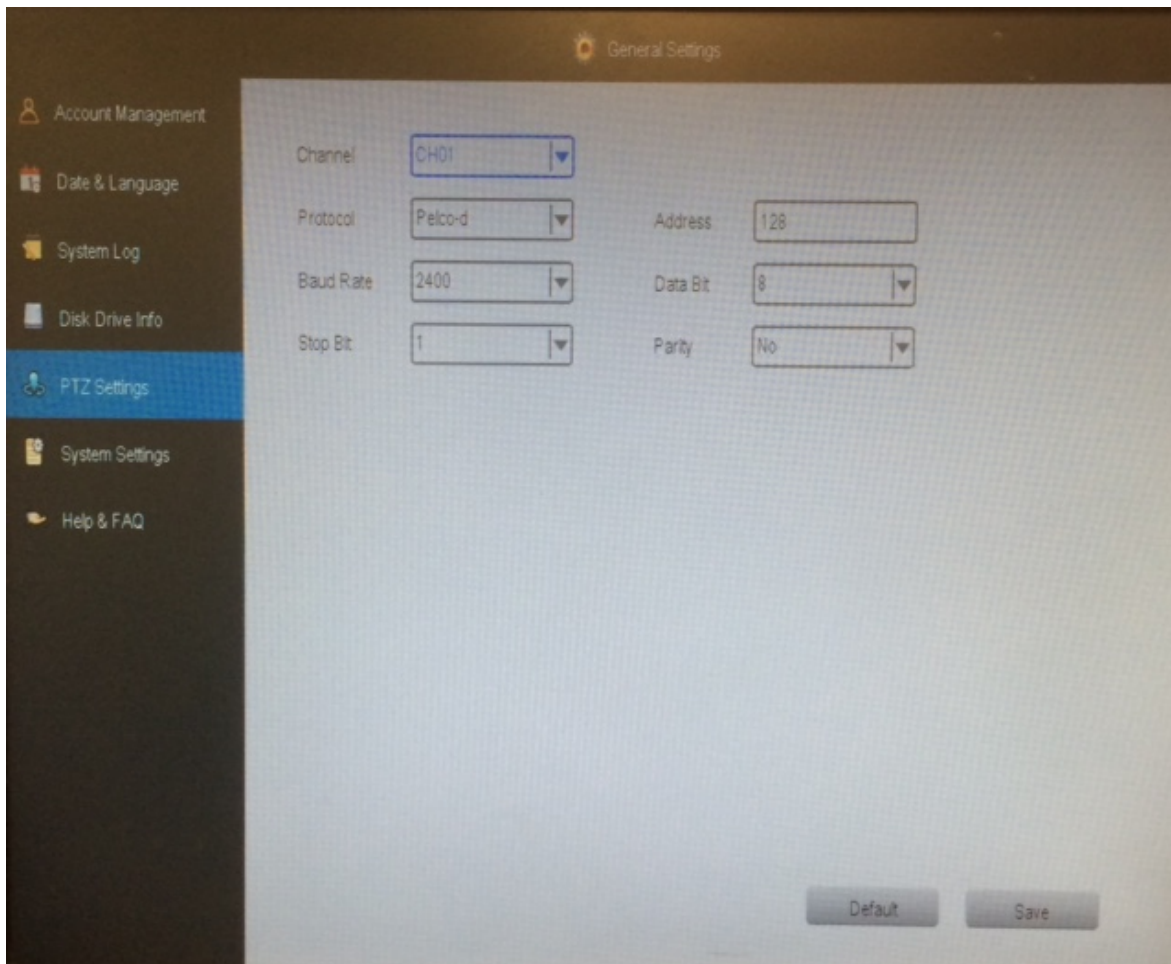 General Settings
Account Management
Date & Language
System Log
Disk Drive Info
PTZ Settings
System Settings
Help & FAQ
Channel CH01
Protocol Pelco-d Address 128
Baud Rate 2400 Data Bit 8
Stop Bit 1 Parity No
Default Save